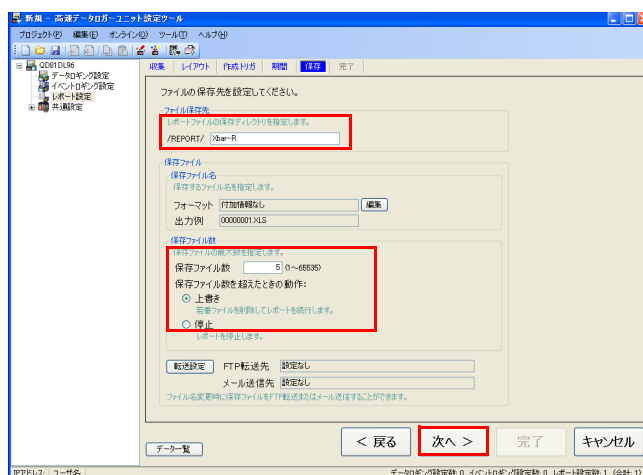 新規 - 高速データロガーユニット設定ツール
プロジェクト(P) 編集(E) オンライン(O) ツール(T) ヘルプ(H)
QD81DL96
データロギング設定
イベントロギング設定
レポート設定
共通設定
収集 レイアウト 作成トリガ 期間 保存 完了
ファイルの保存先を設定してください。
ファイル保存先
レポートファイルの保存ディレクトリを指定します。
/REPORT/ Xbar-R
保存ファイル
保存ファイル名
保存するファイル名を指定します。
フォーマット 付加情報なし 編集
出力例 00000001.XLS
保存ファイル数
保存ファイルの最大数を指定します。
保存ファイル数 5 (1～65535)
保存ファイル数を超えたときの動作:
上書き
若番ファイルを削除してレポートを続行します。
停止
レポートを停止します。
転送設定 FTP転送先 設定なし
メール送信先 設定なし
ファイル名変更時に保存ファイルをFTP転送またはメール送信することができます。
データ一覧 < 戻る 次へ > 完了 キャンセル
IPアドレス: ユーザ名: データロギング設定数: 0, イベントロギング設定数: 0, レポート設定数: 1 (合計: 1)